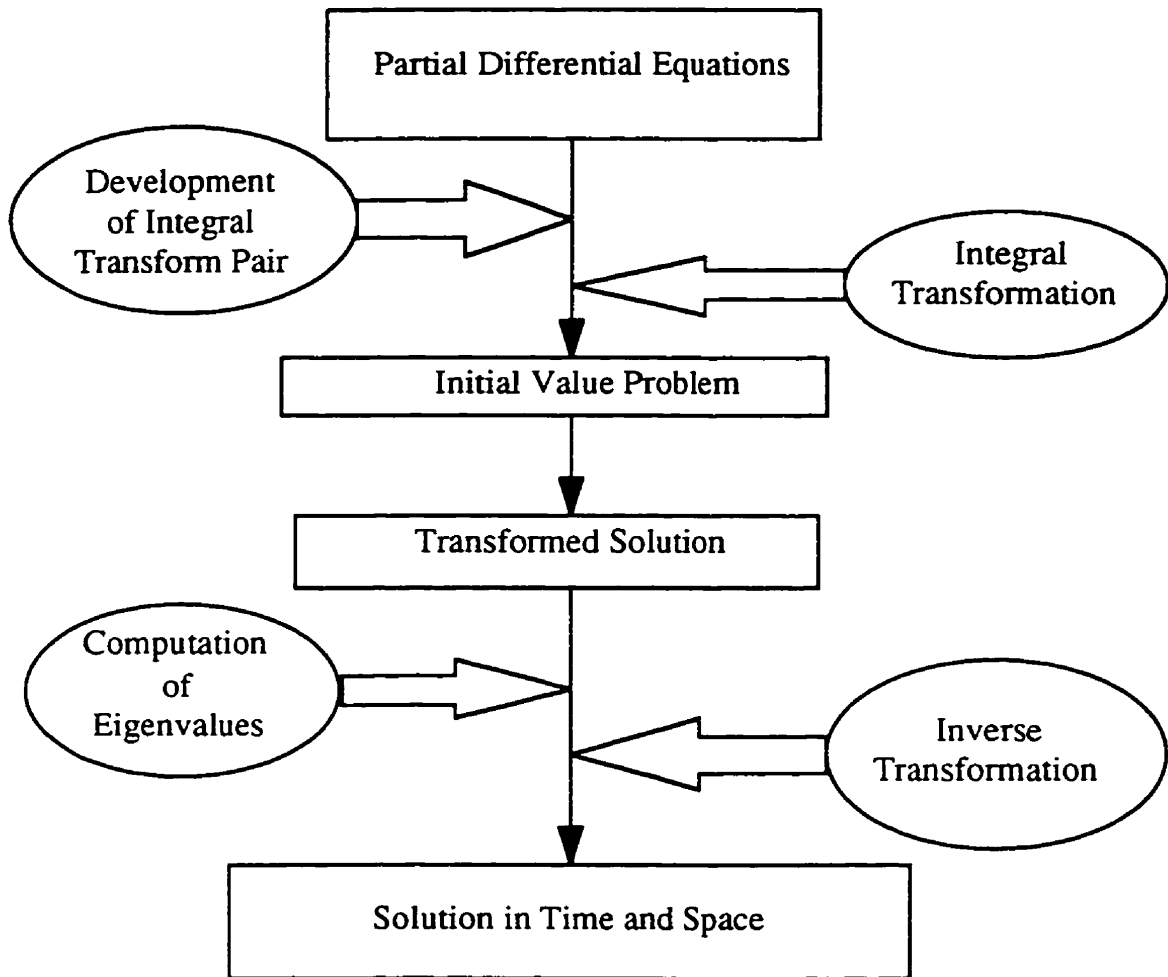 Partial Differential Equations
Development
of Integral
Transform Pair
Integral
Transformation
Initial Value Problem
Transformed Solution
Computation
of
Eigenvalues
Inverse
Transformation
Solution in Time and Space